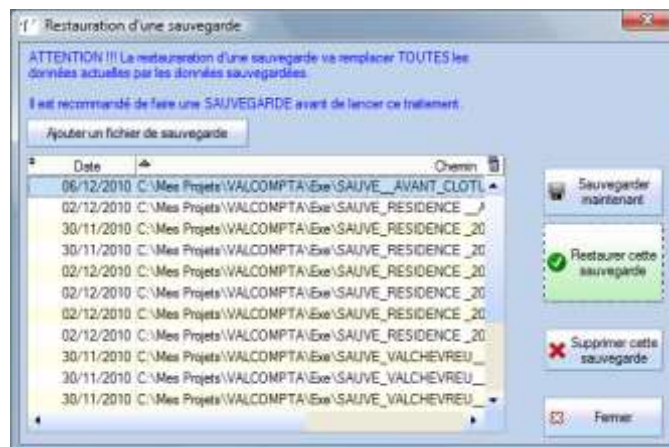 Restauration d'une sauvegarde
ATTENTION !!! La restauraration d'une sauvegarde va remplacer TOUTES les
données actuelles par les données sauvegardées.
Il est recommandé de faire une SAUVEGARDE avant de lancer ce traitement.
Ajouter un fichier de sauvegarde
Date Chemin
06/12/2010 C:\Mes Projets\VALCOMPTA\Exe\SAUVE__AVANT_CLOTU
02/12/2010 C:\Mes Projets\VALCOMPTA\Exe\SAUVE_RESIDENCE __A
30/11/2010 C:\Mes Projets\VALCOMPTA\Exe\SAUVE_RESIDENCE _20
30/11/2010 C:\Mes Projets\VALCOMPTA\Exe\SAUVE_RESIDENCE _20
02/12/2010 C:\Mes Projets\VALCOMPTA\Exe\SAUVE_RESIDENCE _20
02/12/2010 C:\Mes Projets\VALCOMPTA\Exe\SAUVE_RESIDENCE _20
02/12/2010 C:\Mes Projets\VALCOMPTA\Exe\SAUVE_RESIDENCE _20
02/12/2010 C:\Mes Projets\VALCOMPTA\Exe\SAUVE_RESIDENCE _20
30/11/2010 C:\Mes Projets\VALCOMPTA\Exe\SAUVE_VALCHEVREU__
30/11/2010 C:\Mes Projets\VALCOMPTA\Exe\SAUVE_VALCHEVREU__
30/11/2010 C:\Mes Projets\VALCOMPTA\Exe\SAUVE_VALCHEVREU__
Sauvegarder
maintenant
Restaurer cette
sauvegarde
Supprimer cette
sauvegarde
Fermer